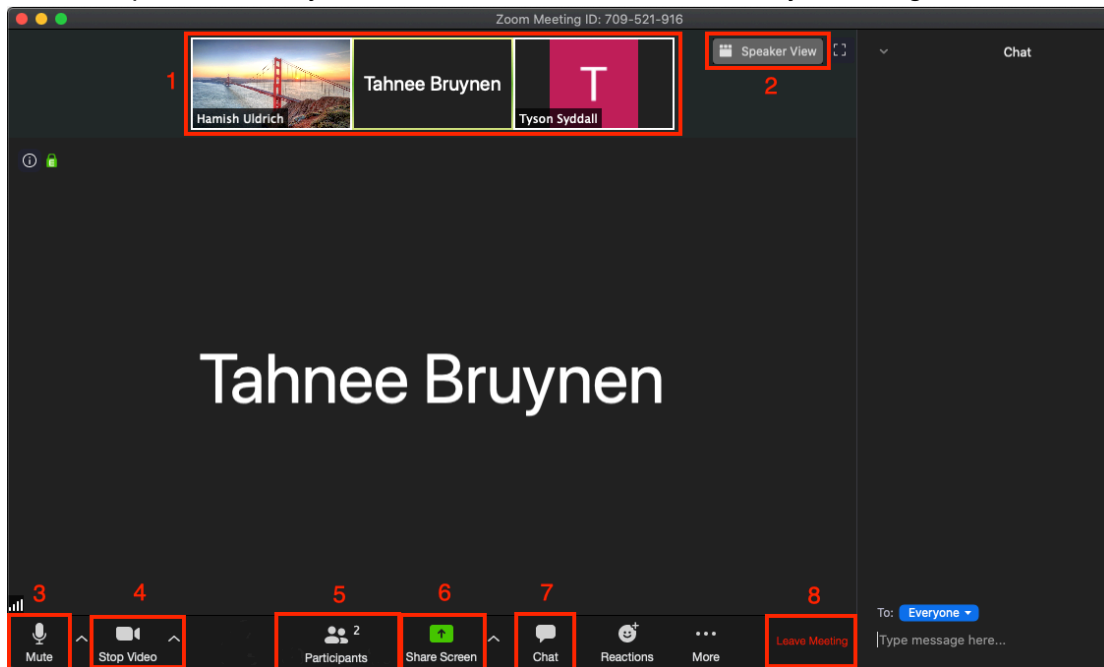 Zoom Meeting ID: 709-521-916
1
Hamish Uldrich
Tahnee Bruynen
T
Tyson Syddall
Speaker View
2
Chat
Tahnee Bruynen
3
4
5
6
7
8
Mute
Stop Video
2
Participants
Share Screen
Chat
Reactions
More
Leave Meeting
To: Everyone
Type message here...